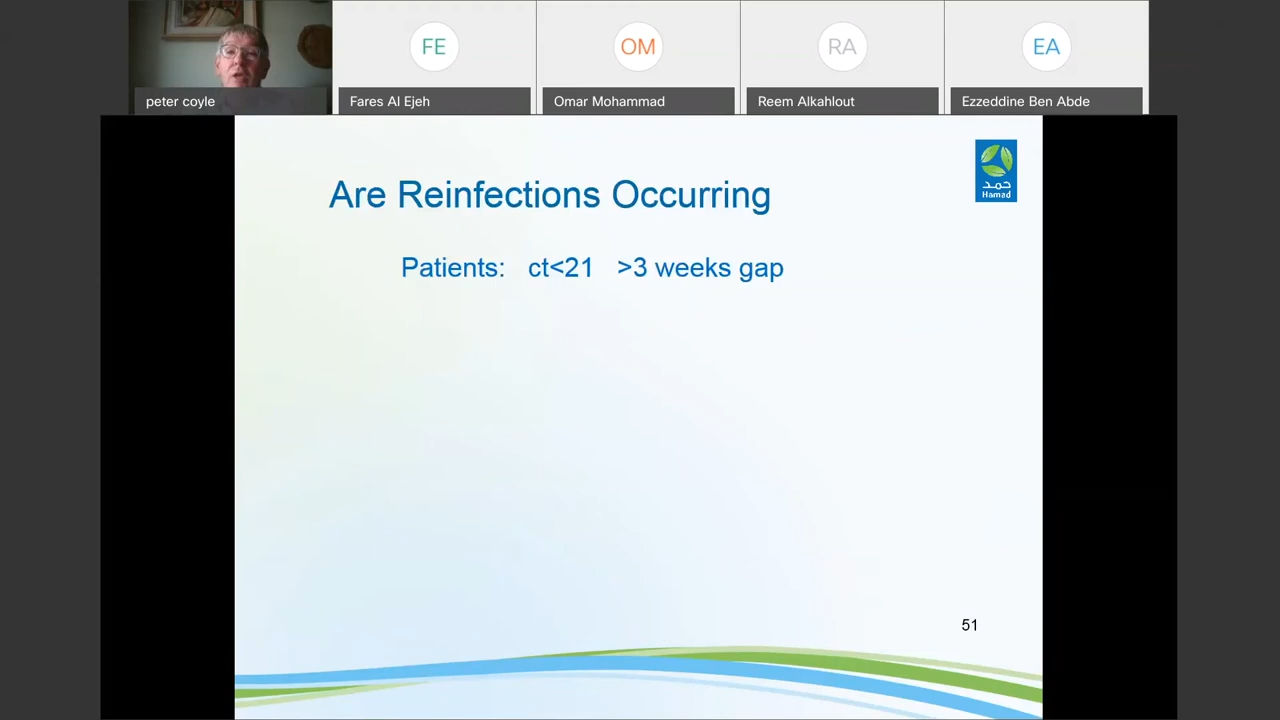 FE
OM
RA
EA
peter coyle
Fares Al Ejeh
Omar Mohammad
Reem Alkahlout
Ezzeddine Ben Abde
حمد
Hamad
Are Reinfections Occurring
Patients: ct<21 >3 weeks gap
51